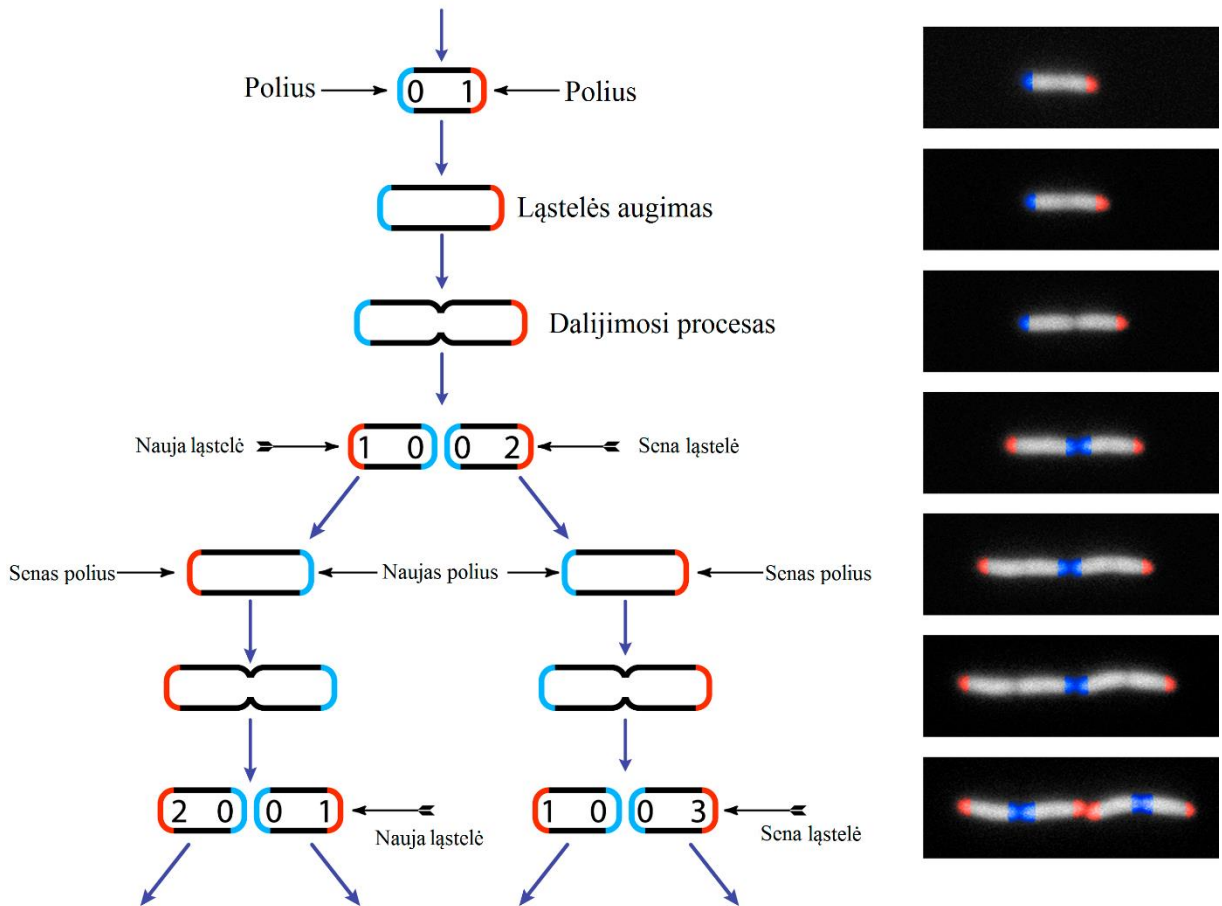 Polius 0 1 Polius
Ląstelės augimas
Dalijimosi procesas
Nauja ląstelė 1 0 0 2 Sena ląstelė
Senas polius Naujas polius Senas polius
2 0 0 1 1 0 0 3
Nauja ląstelė Sena ląstelė